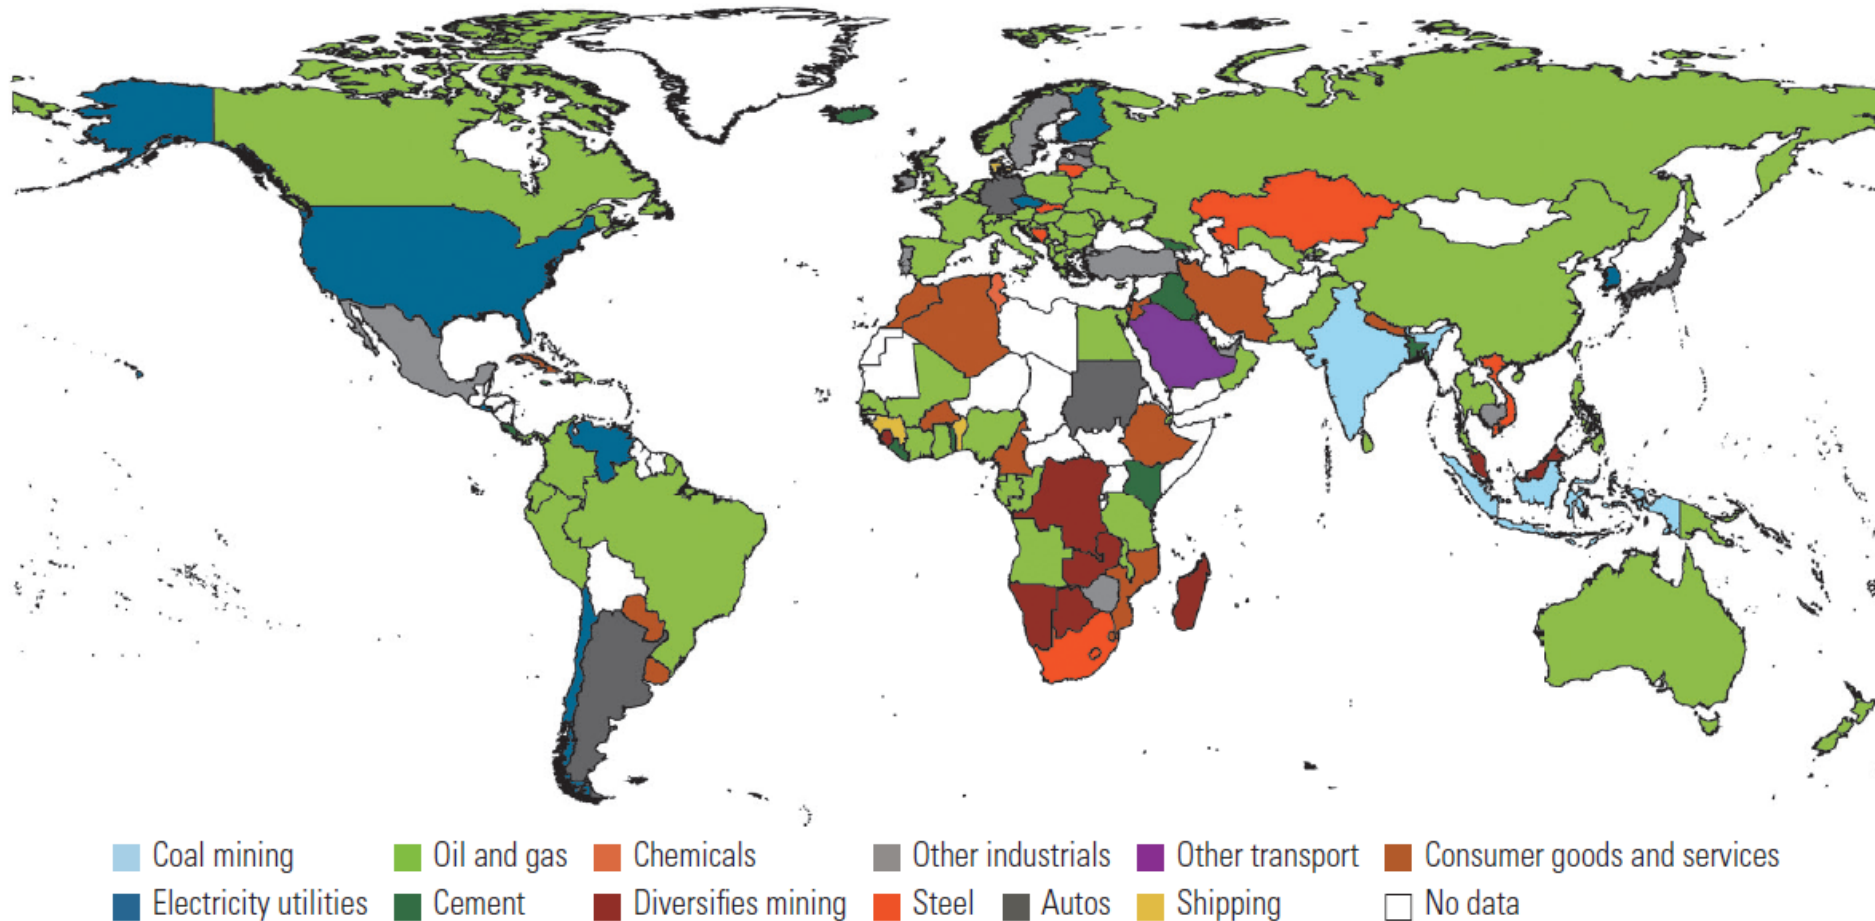 Coal mining Oil and gas Chemicals Other industrials Other transport Consumer goods and services
Electricity utilities Cement Diversifies mining Steel Autos Shipping No data